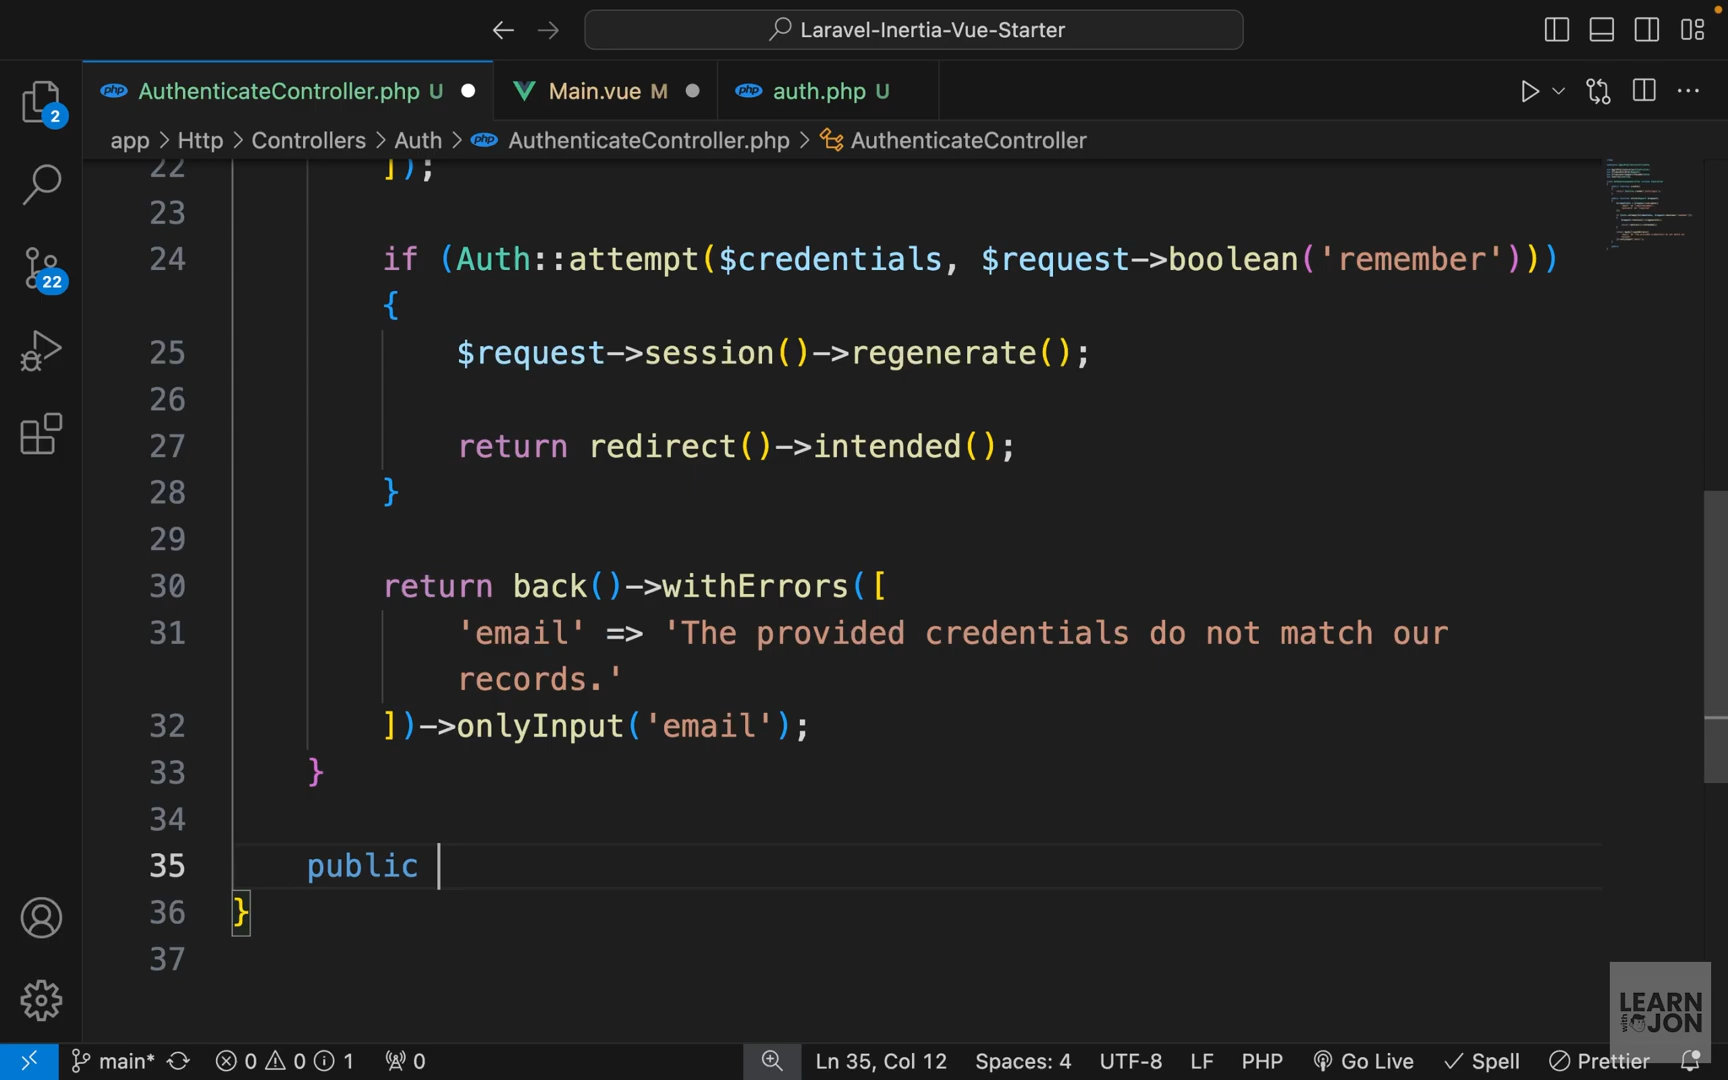 Laravel-Inertia-Vue-Starter
AuthenticateController.php U
Main.vue M
auth.php U
app > Http > Controllers > Auth > AuthenticateController.php > AuthenticateController
22 ]);
23
24 if (Auth::attempt($credentials, $request->boolean('remember')))
{
25 $request->session()->regenerate();
26
27 return redirect()->intended();
28 }
29
30 return back()->withErrors([
31 'email' => 'The provided credentials do not match our
records.'
32 ])->onlyInput('email');
33 }
34
35 public
36 }
37
2
22
LEARN
with JON
main* 0 0 1 0 Ln 35, Col 12 Spaces: 4 UTF-8 LF PHP Go Live Spell Prettier